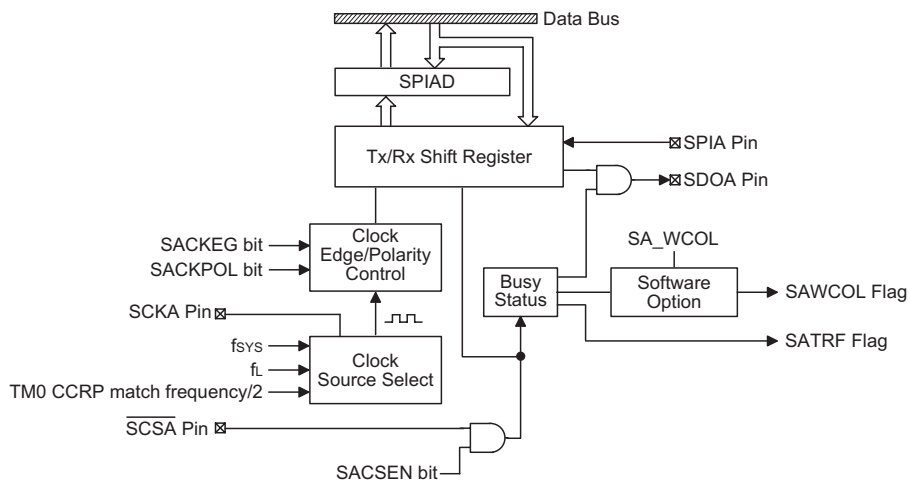 Data Bus
SPIAD
Tx/Rx Shift Register
SPIA Pin
SDOA Pin
SACKEG bit
SACKPOL bit
Clock
Edge/Polarity
Control
SA_WCOL
Busy
Status
Software
Option
SAWCOL Flag
SATRF Flag
SCKA Pin
fSYS
fL
TM0 CCRP match frequency/2
Clock
Source Select
SCSA Pin
SACSEN bit